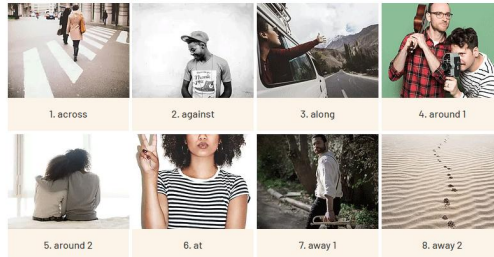 1. across
2. against
3. along
4. around 1
5. around 2
6. at
7. away 1
8. away 2